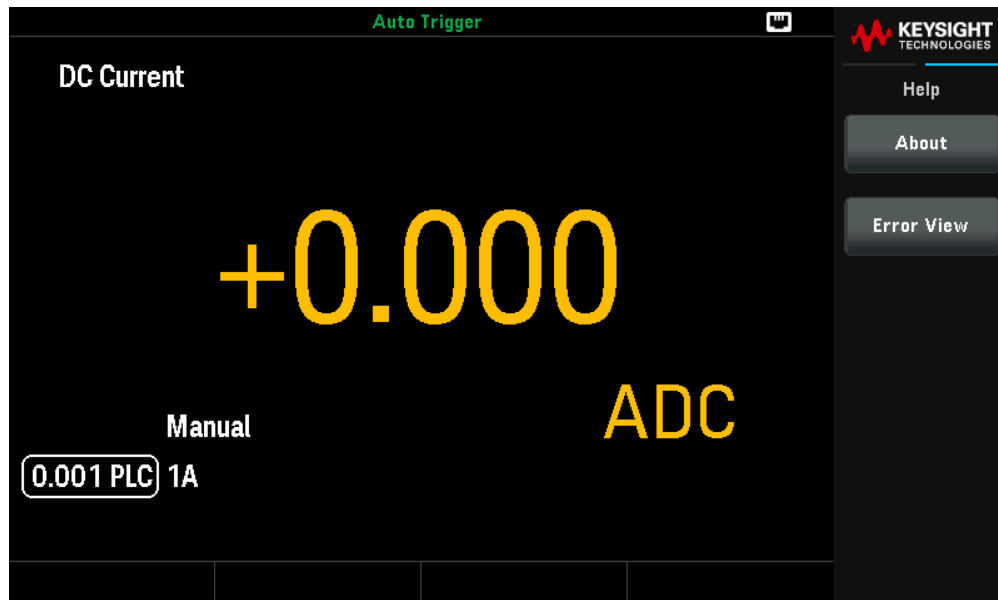 Auto Trigger
KEYSIGHT
TECHNOLOGIES
DC Current
Help
About
Error View
+0.000
ADC
Manual
0.001 PLC 1A